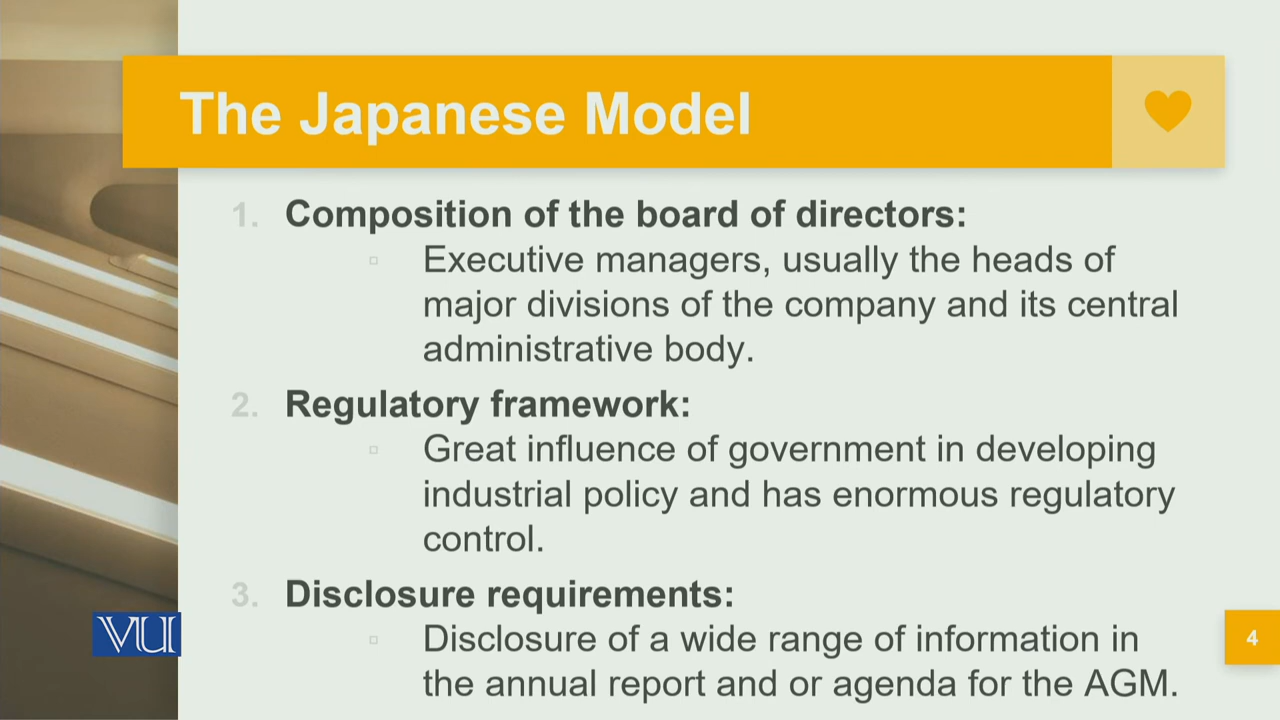 The Japanese Model
1. Composition of the board of directors:
Executive managers, usually the heads of
major divisions of the company and its central
administrative body.
2. Regulatory framework:
Great influence of government in developing
industrial policy and has enormous regulatory
control.
3. Disclosure requirements:
Disclosure of a wide range of information in
the annual report and or agenda for the AGM.
VU
4